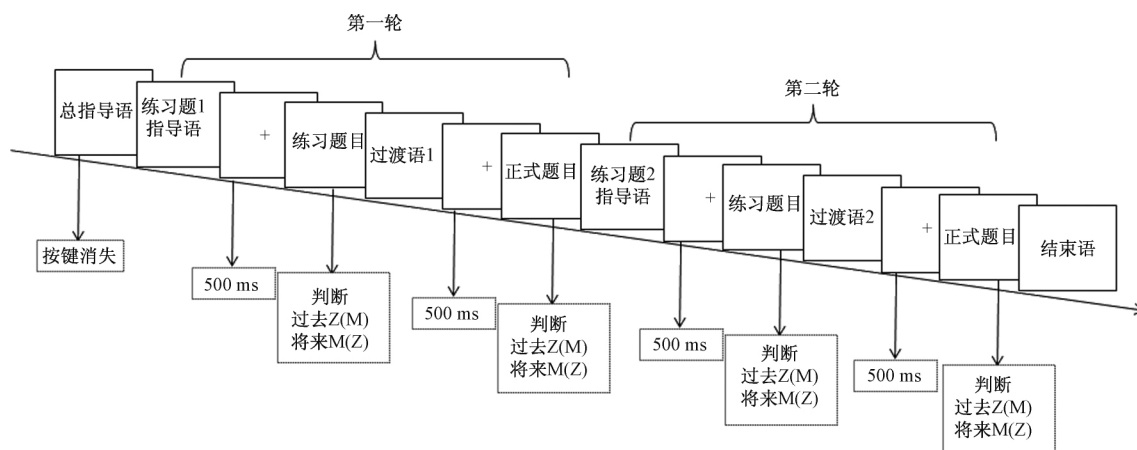 第一轮
第二轮
总指导语
练习题1
指导语
+
练习题目
过渡语1
+
正式题目
练习题2
指导语
+
练习题目
过渡语2
+
正式题目
结束语
按键消失
500 ms
判断
过去Z(M)
将来M(Z)
500 ms
判断
过去Z(M)
将来M(Z)
500 ms
判断
过去Z(M)
将来M(Z)
500 ms
判断
过去Z(M)
将来M(Z)